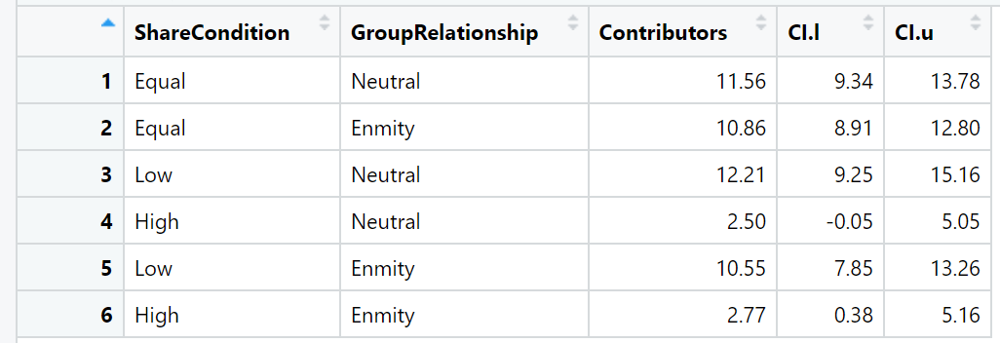 ShareCondition GroupRelationship Contributors CI.l CI.u
1 Equal Neutral 11.56 9.34 13.78
2 Equal Enmity 10.86 8.91 12.80
3 Low Neutral 12.21 9.25 15.16
4 High Neutral 2.50 -0.05 5.05
5 Low Enmity 10.55 7.85 13.26
6 High Enmity 2.77 0.38 5.16